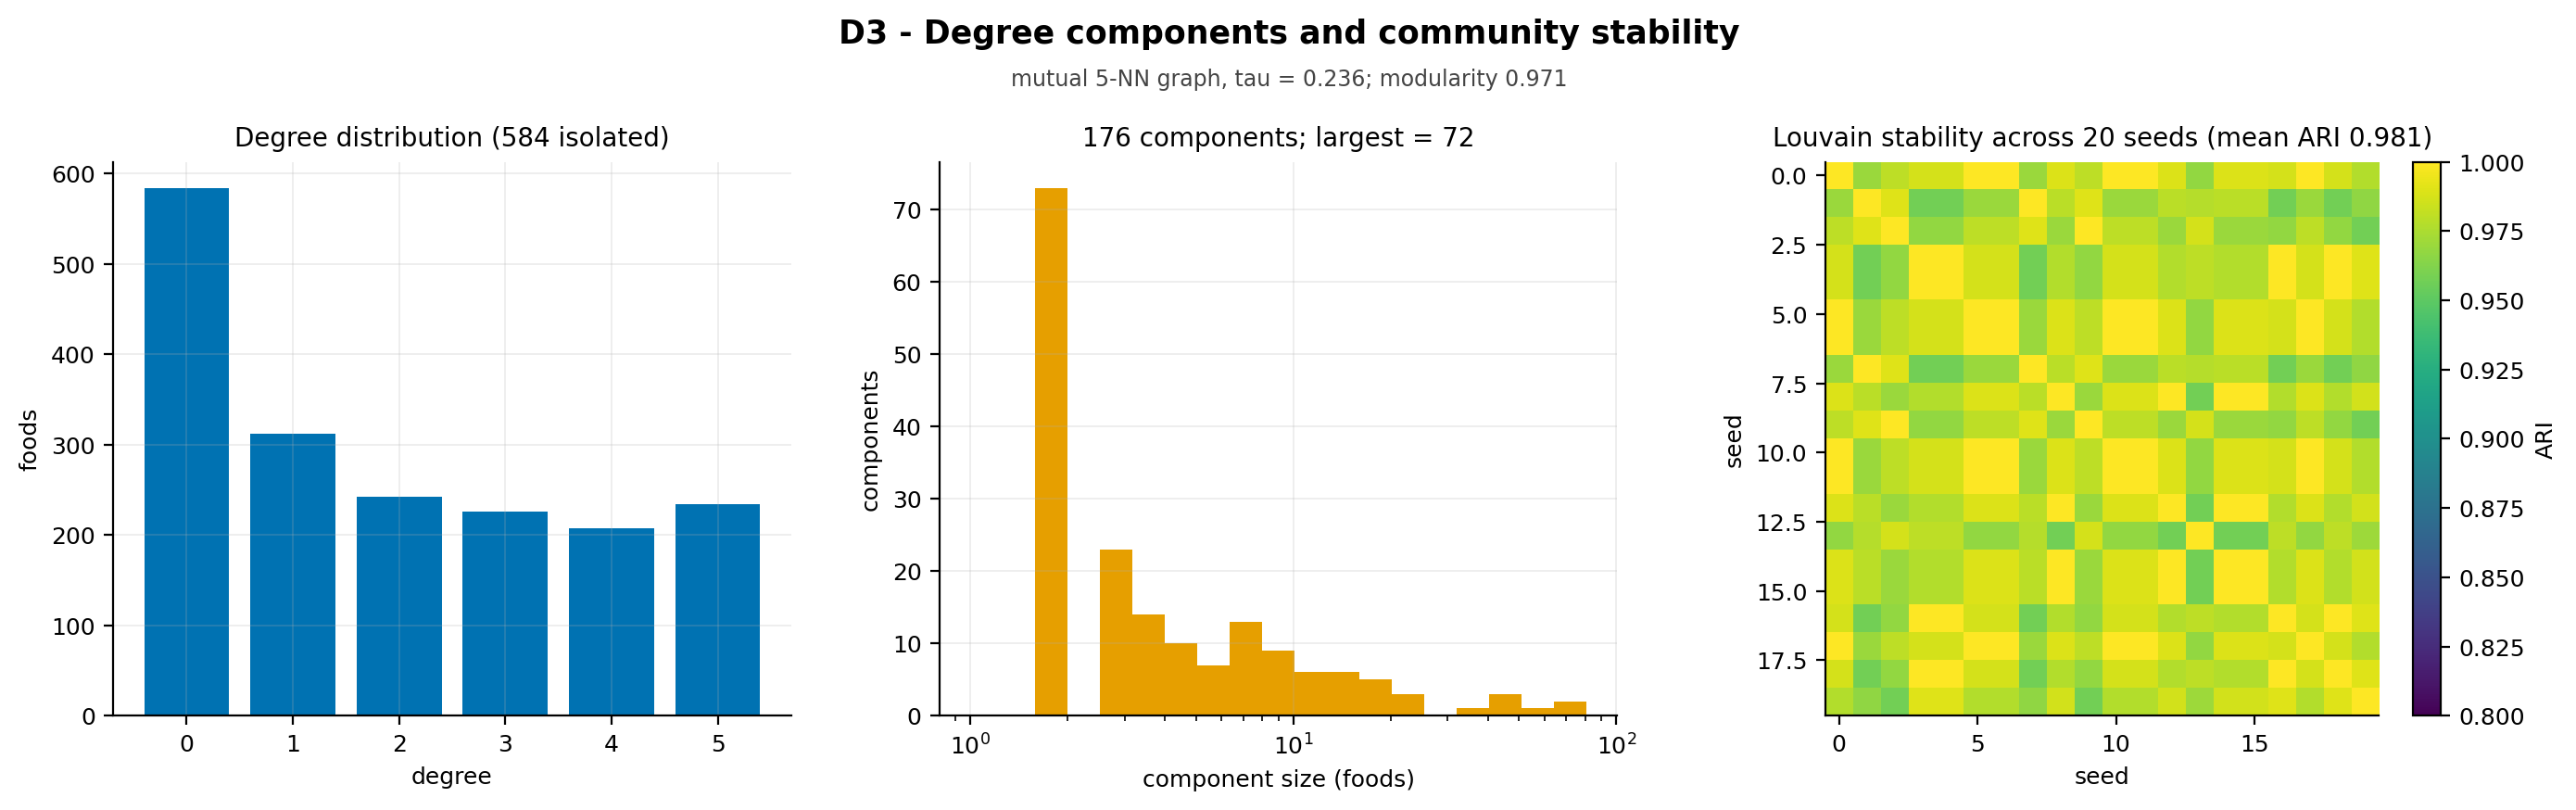 D3 - Degree components and community stability
mutual 5-NN graph, tau = 0.236; modularity 0.971
Degree distribution (584 isolated)
600
500
400
300
200
100
0
foods
0 1 2 3 4 5
degree
176 components; largest = 72
70
60
50
40
30
20
10
0
components
10⁰ 10¹ 10²
component size (foods)
Louvain stability across 20 seeds (mean ARI 0.981)
0.0
2.5
5.0
7.5
10.0
12.5
15.0
17.5
seed
0 5 10 15
seed
1.000
0.975
0.950
0.925
0.900
0.875
0.850
0.825
0.800
ARI